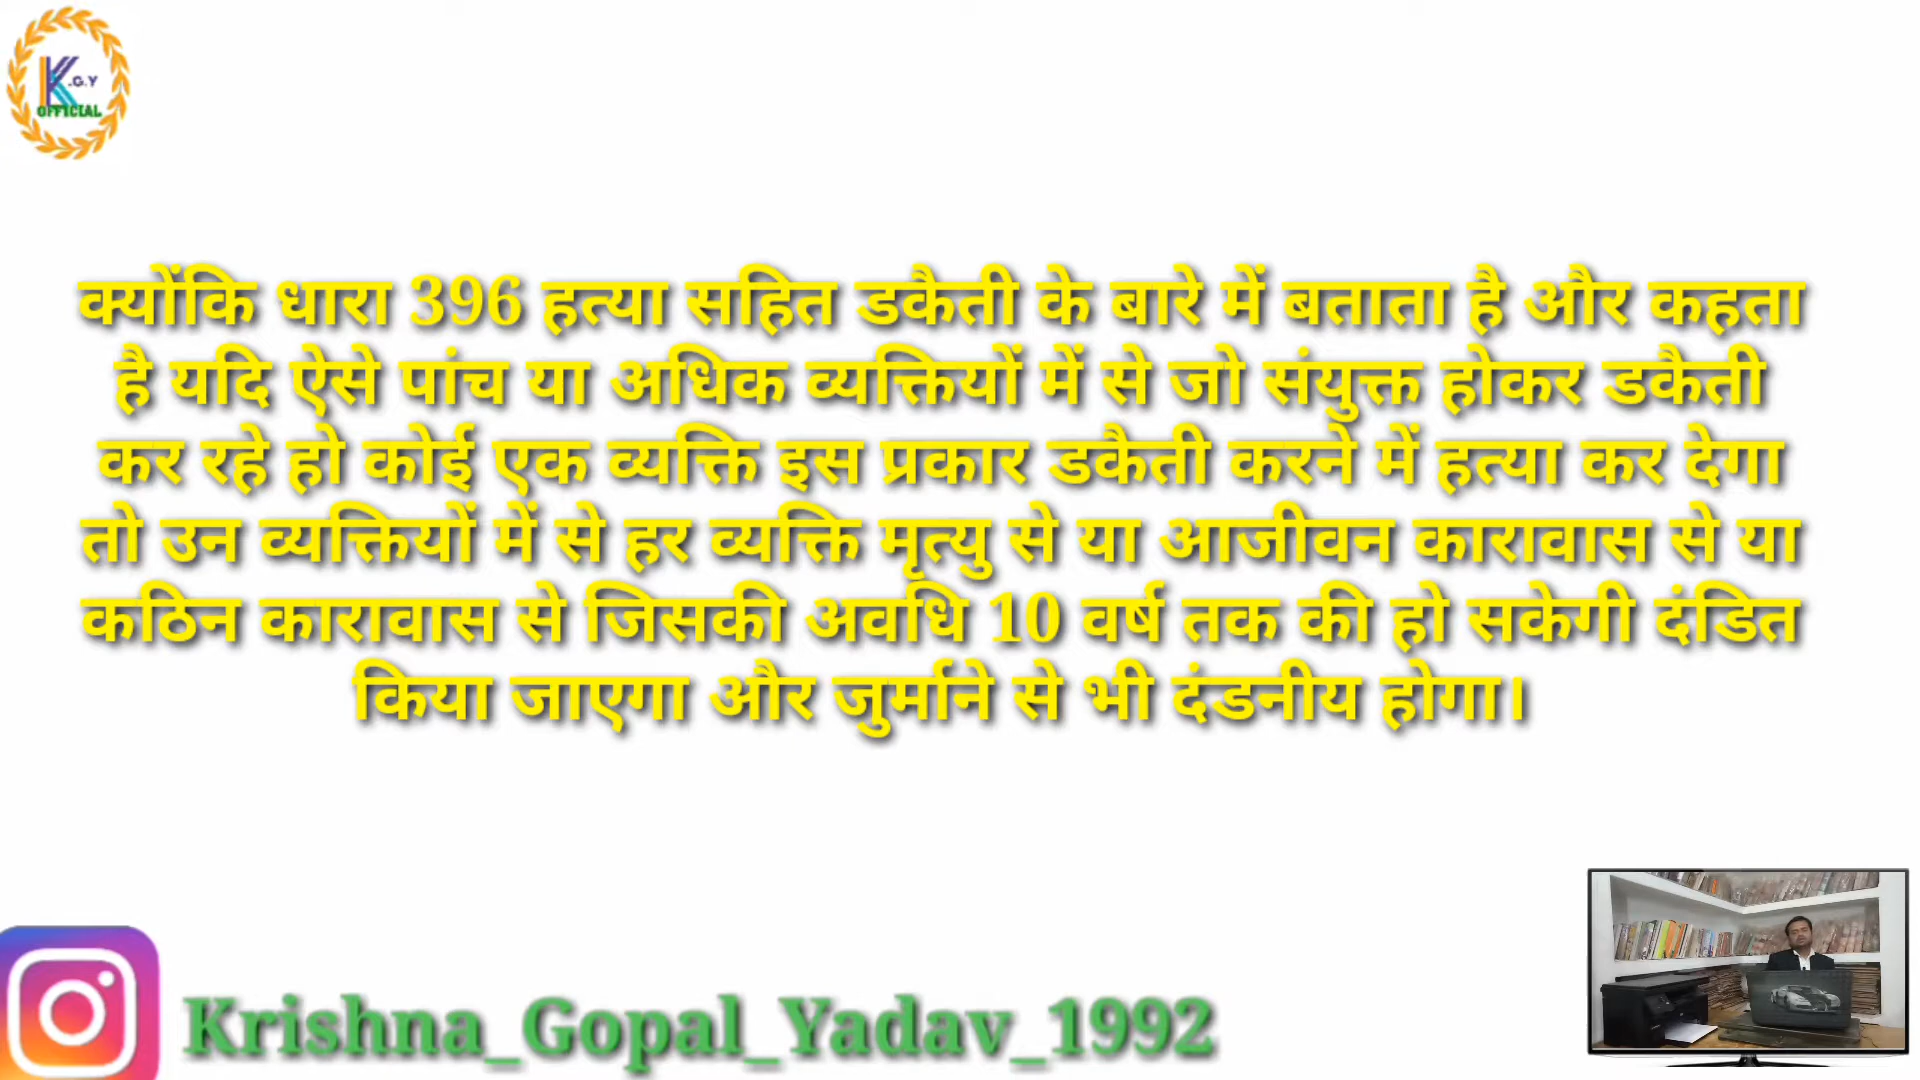 K.G.Y
OFFICIAL
क्योंकि धारा 396 हत्या सहित डकैती के बारे में बताता है और कहता
है यदि ऐसे पांच या अधिक व्यक्तियों में से जो संयुक्त होकर डकैती
कर रहे हो कोई एक व्यक्ति इस प्रकार डकैती करने में हत्या कर देगा
तो उन व्यक्तियों में से हर व्यक्ति मृत्यु से या आजीवन कारावास से या
कठिन कारावास से जिसकी अवधि 10 वर्ष तक की हो सकेगी दंडित
किया जाएगा और जुर्माने से भी दंडनीय होगा।
Krishna_Gopal_Yadav_1992